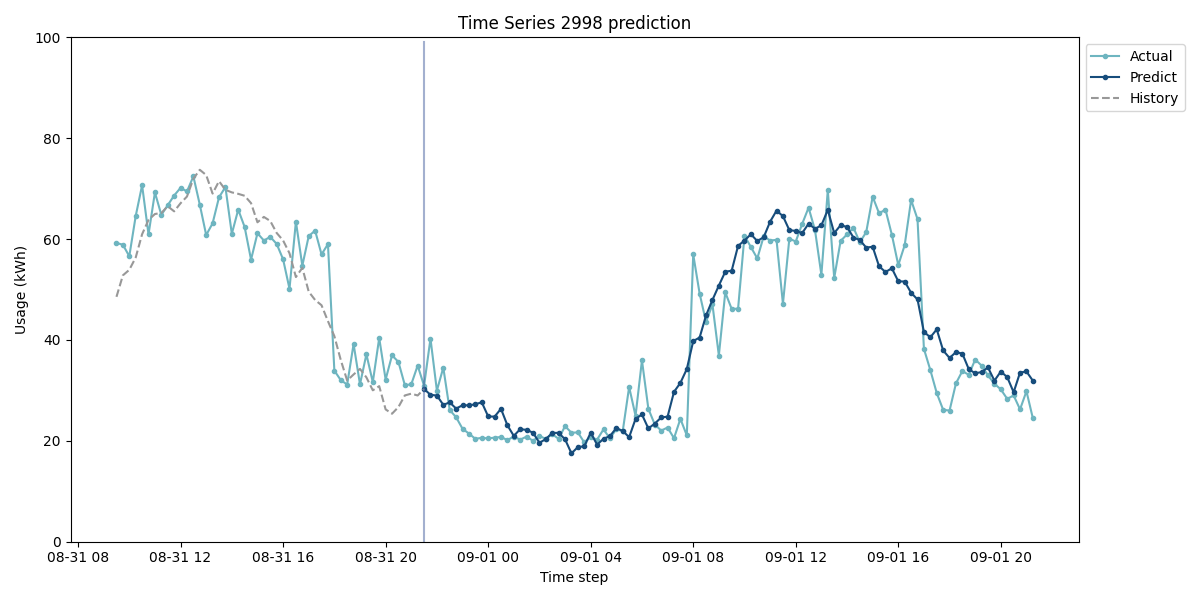 Time Series 2998 prediction
Usage (kWh)
100
80
60
40
20
0
08-31 08
08-31 12
08-31 16
08-31 20
09-01 00
09-01 04
09-01 08
09-01 12
09-01 16
09-01 20
Time step
Actual
Predict
History